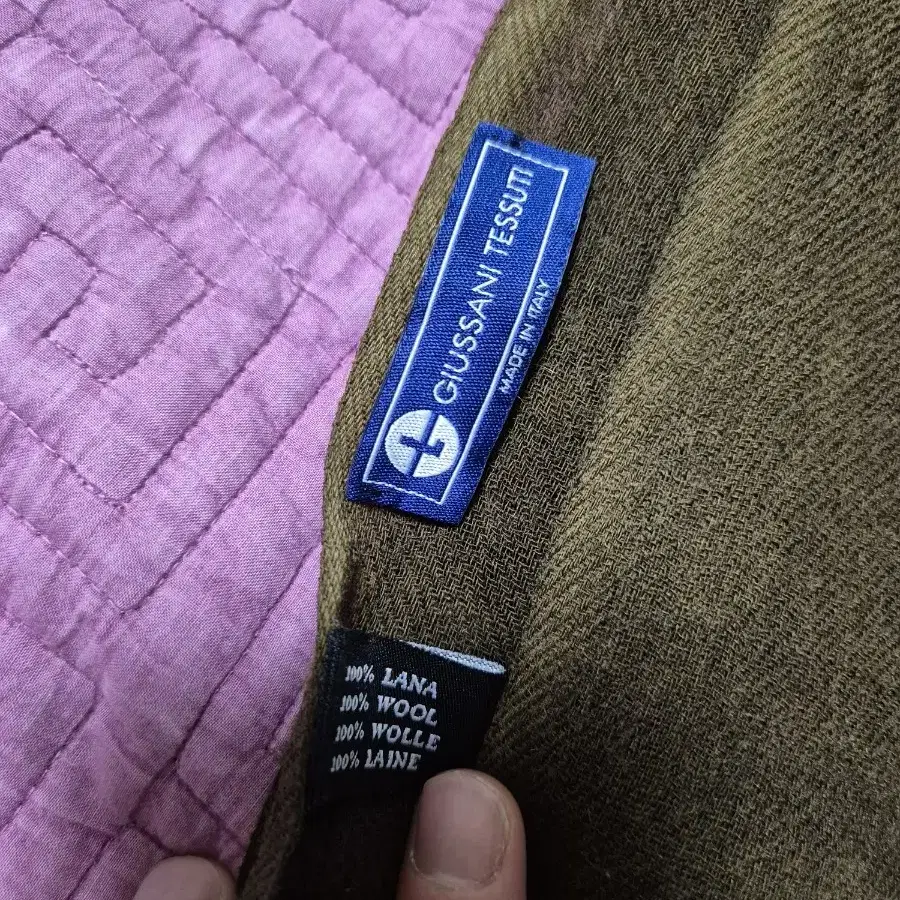 GIUSSANI TESSUTI
MADE IN ITALY
100% LANA
100% WOOL
100% WOLLE
100% LAINE